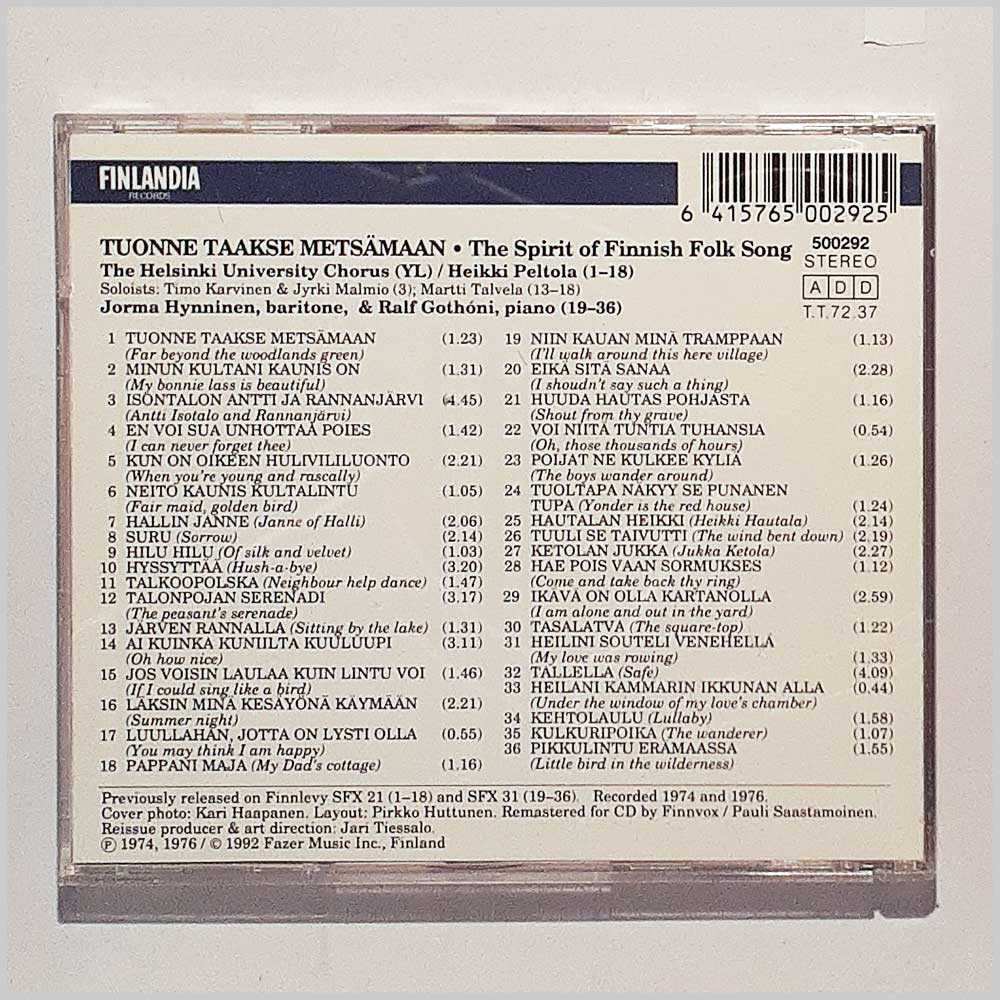 FINLANDIA
RECORDS
6 415765 002925
TUONNE TAAKSE METSÄMAAN • The Spirit of Finnish Folk Song
500292
STEREO
The Helsinki University Chorus (YL) / Heikki Peltola (1–18)
Soloists: Timo Karvinen & Jyrki Malmio (3); Martti Talvela (13–18)
A D D
Jorma Hynninen, baritone, & Ralf Gothóni, piano (19–36)
T.T.72.37
1 TUONNE TAAKSE METSÄMAAN (1.23)
(Far beyond the woodlands green)
2 MINUN KULTANI KAUNIS ON (1.31)
(My bonnie lass is beautiful)
3 ISONTALON ANTTI JA RANNANJÄRVI (4.45)
(Antti Isotalo and Rannanjärvi)
4 EN VOI SUA UNHOTTAA POIES (1.42)
(I can never forget thee)
5 KUN ON OIKEEN HULIVILILUONTO (2.21)
(When you're young and rascally)
6 NEITO KAUNIS KULTALINTU (1.05)
(Fair maid, golden bird)
7 HALLIN JANNE (Janne of Halli) (2.06)
8 SURU (Sorrow) (2.14)
9 HILU HILU (Of silk and velvet) (1.03)
10 HYSSYTTÄÄ (Hush-a-bye) (3.20)
11 TALKOOPOLSKA (Neighbour help dance) (1.47)
12 TALONPOJAN SERENADI (3.17)
(The peasant's serenade)
13 JÄRVEN RANNALLA (Sitting by the lake) (1.31)
14 AI KUINKA KUNIILTA KUULUUPI (3.11)
(Oh how nice)
15 JOS VOISIN LAULAA KUIN LINTU VOI (1.46)
(If I could sing like a bird)
16 LÄKSIN MINÄ KESÄYÖNÄ KÄYMÄÄN (2.21)
(Summer night)
17 LUULLAHAN, JOTTA ON LYSTI OLLA (0.55)
(You may think I am happy)
18 PAPPANI MAJA (My Dad's cottage) (1.16)
19 NIIN KAUAN MINÄ TRAMPPAAN (1.13)
(I'll walk around this here village)
20 EIKÄ SITÄ SANAA (2.28)
(I shoudn't say such a thing)
21 HUUDA HAUTAS POHJASTA (1.16)
(Shout from thy grave)
22 VOI NIITÄ TUNTIA TUHANSIA (0.54)
(Oh, those thousands of hours)
23 POIJAT NE KULKEE KYLIÄ (1.26)
(The boys wander around)
24 TUOLTAPA NÄKYY SE PUNANEN
TUPA (Yonder is the red house) (1.24)
25 HAUTALAN HEIKKI (Heikki Hautala) (2.14)
26 TUULI SE TAIVUTTI (The wind bent down) (2.19)
27 KETOLAN JUKKA (Jukka Ketola) (2.27)
28 HAE POIS VAAN SORMUKSES (1.12)
(Come and take back thy ring)
29 IKÄVÄ ON OLLA KARTANOLLA (2.59)
(I am alone and out in the yard)
30 TASALATVA (The square-top) (1.22)
31 HEILINI SOUTELI VENEHELLÄ
(My love was rowing) (1.33)
32 TALLELLA (Safe) (4.09)
33 HEILANI KAMMARIN IKKUNAN ALLA (0.44)
(Under the window of my love's chamber)
34 KEHTOLAULU (Lullaby) (1.58)
35 KULKURIPOIKA (The wanderer) (1.07)
36 PIKKULINTU ERÄMAASSA (1.55)
(Little bird in the wilderness)
Previously released on Finnlevy SFX 21 (1–18) and SFX 31 (19–36). Recorded 1974 and 1976.
Cover photo: Kari Haapanen. Layout: Pirkko Huttunen. Remastered for CD by Finnvox / Pauli Saastamoinen.
Reissue producer & art direction: Jari Tiessalo.
℗ 1974, 1976 / © 1992 Fazer Music Inc., Finland